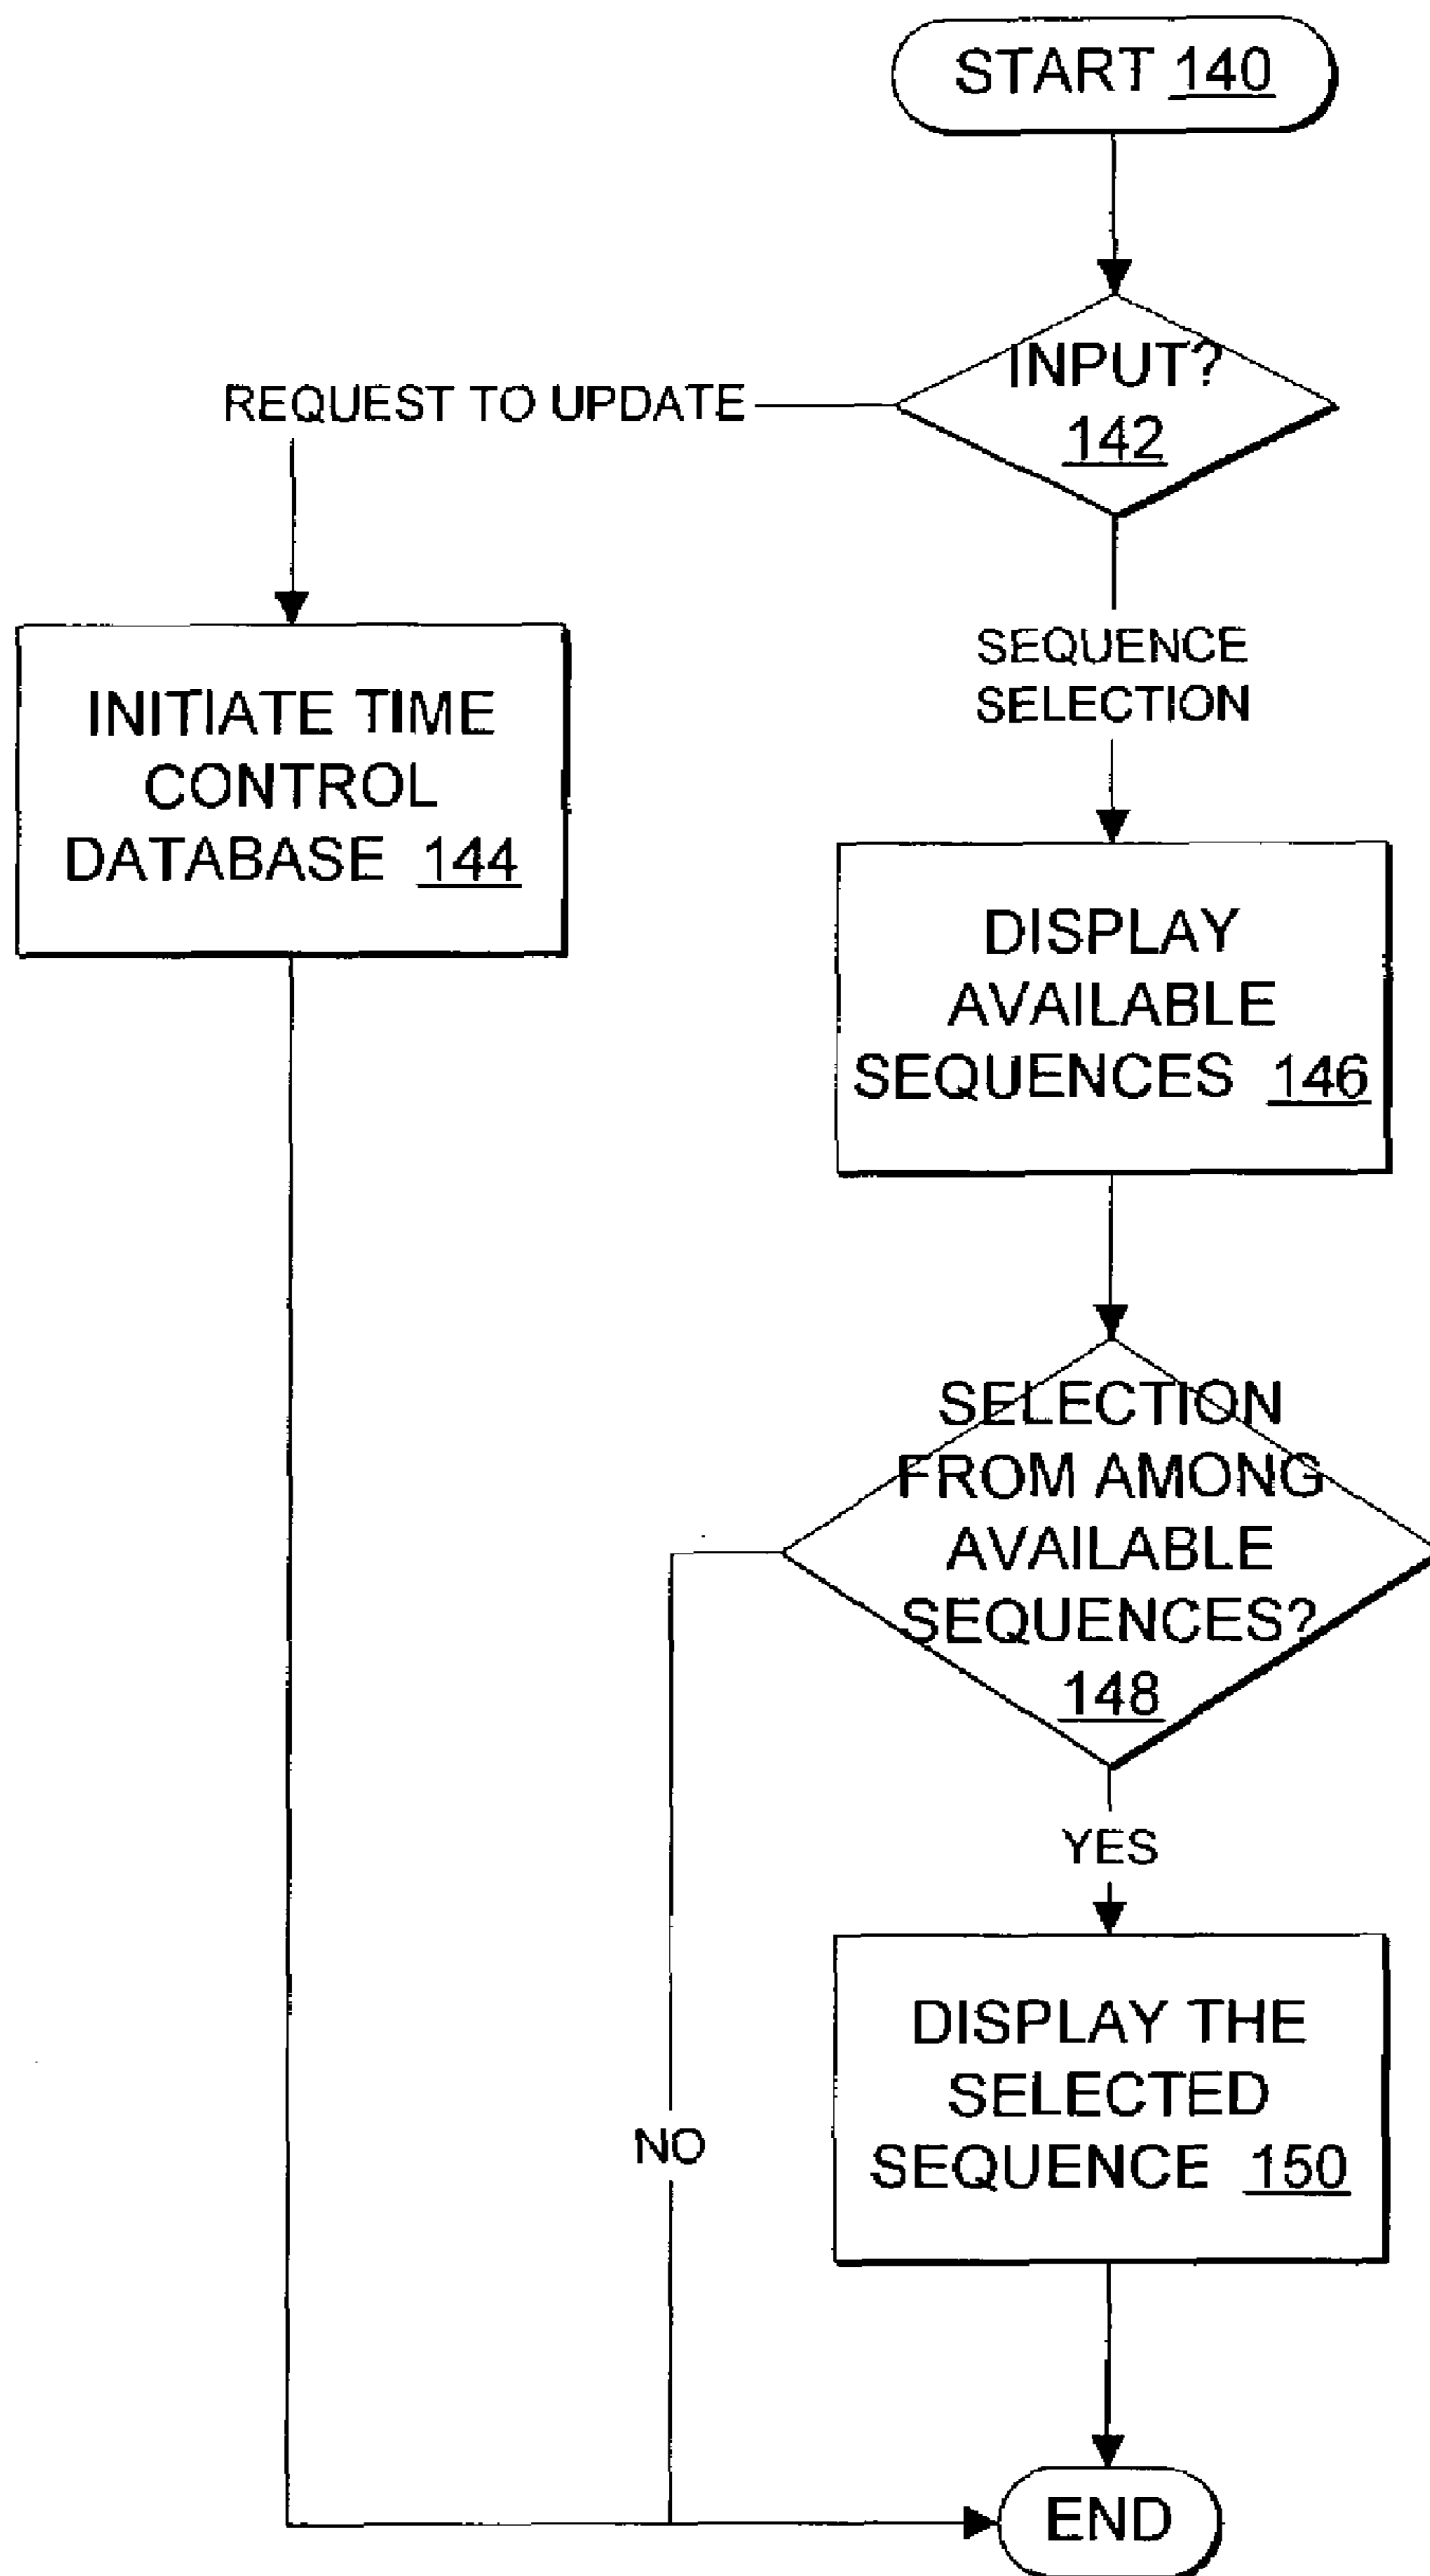 START 140
INPUT?
142
REQUEST TO UPDATE
SEQUENCE
SELECTION
INITIATE TIME
CONTROL
DATABASE 144
DISPLAY
AVAILABLE
SEQUENCES 146
SELECTION
FROM AMONG
AVAILABLE
SEQUENCES?
148
YES
NO
DISPLAY THE
SELECTED
SEQUENCE 150
END